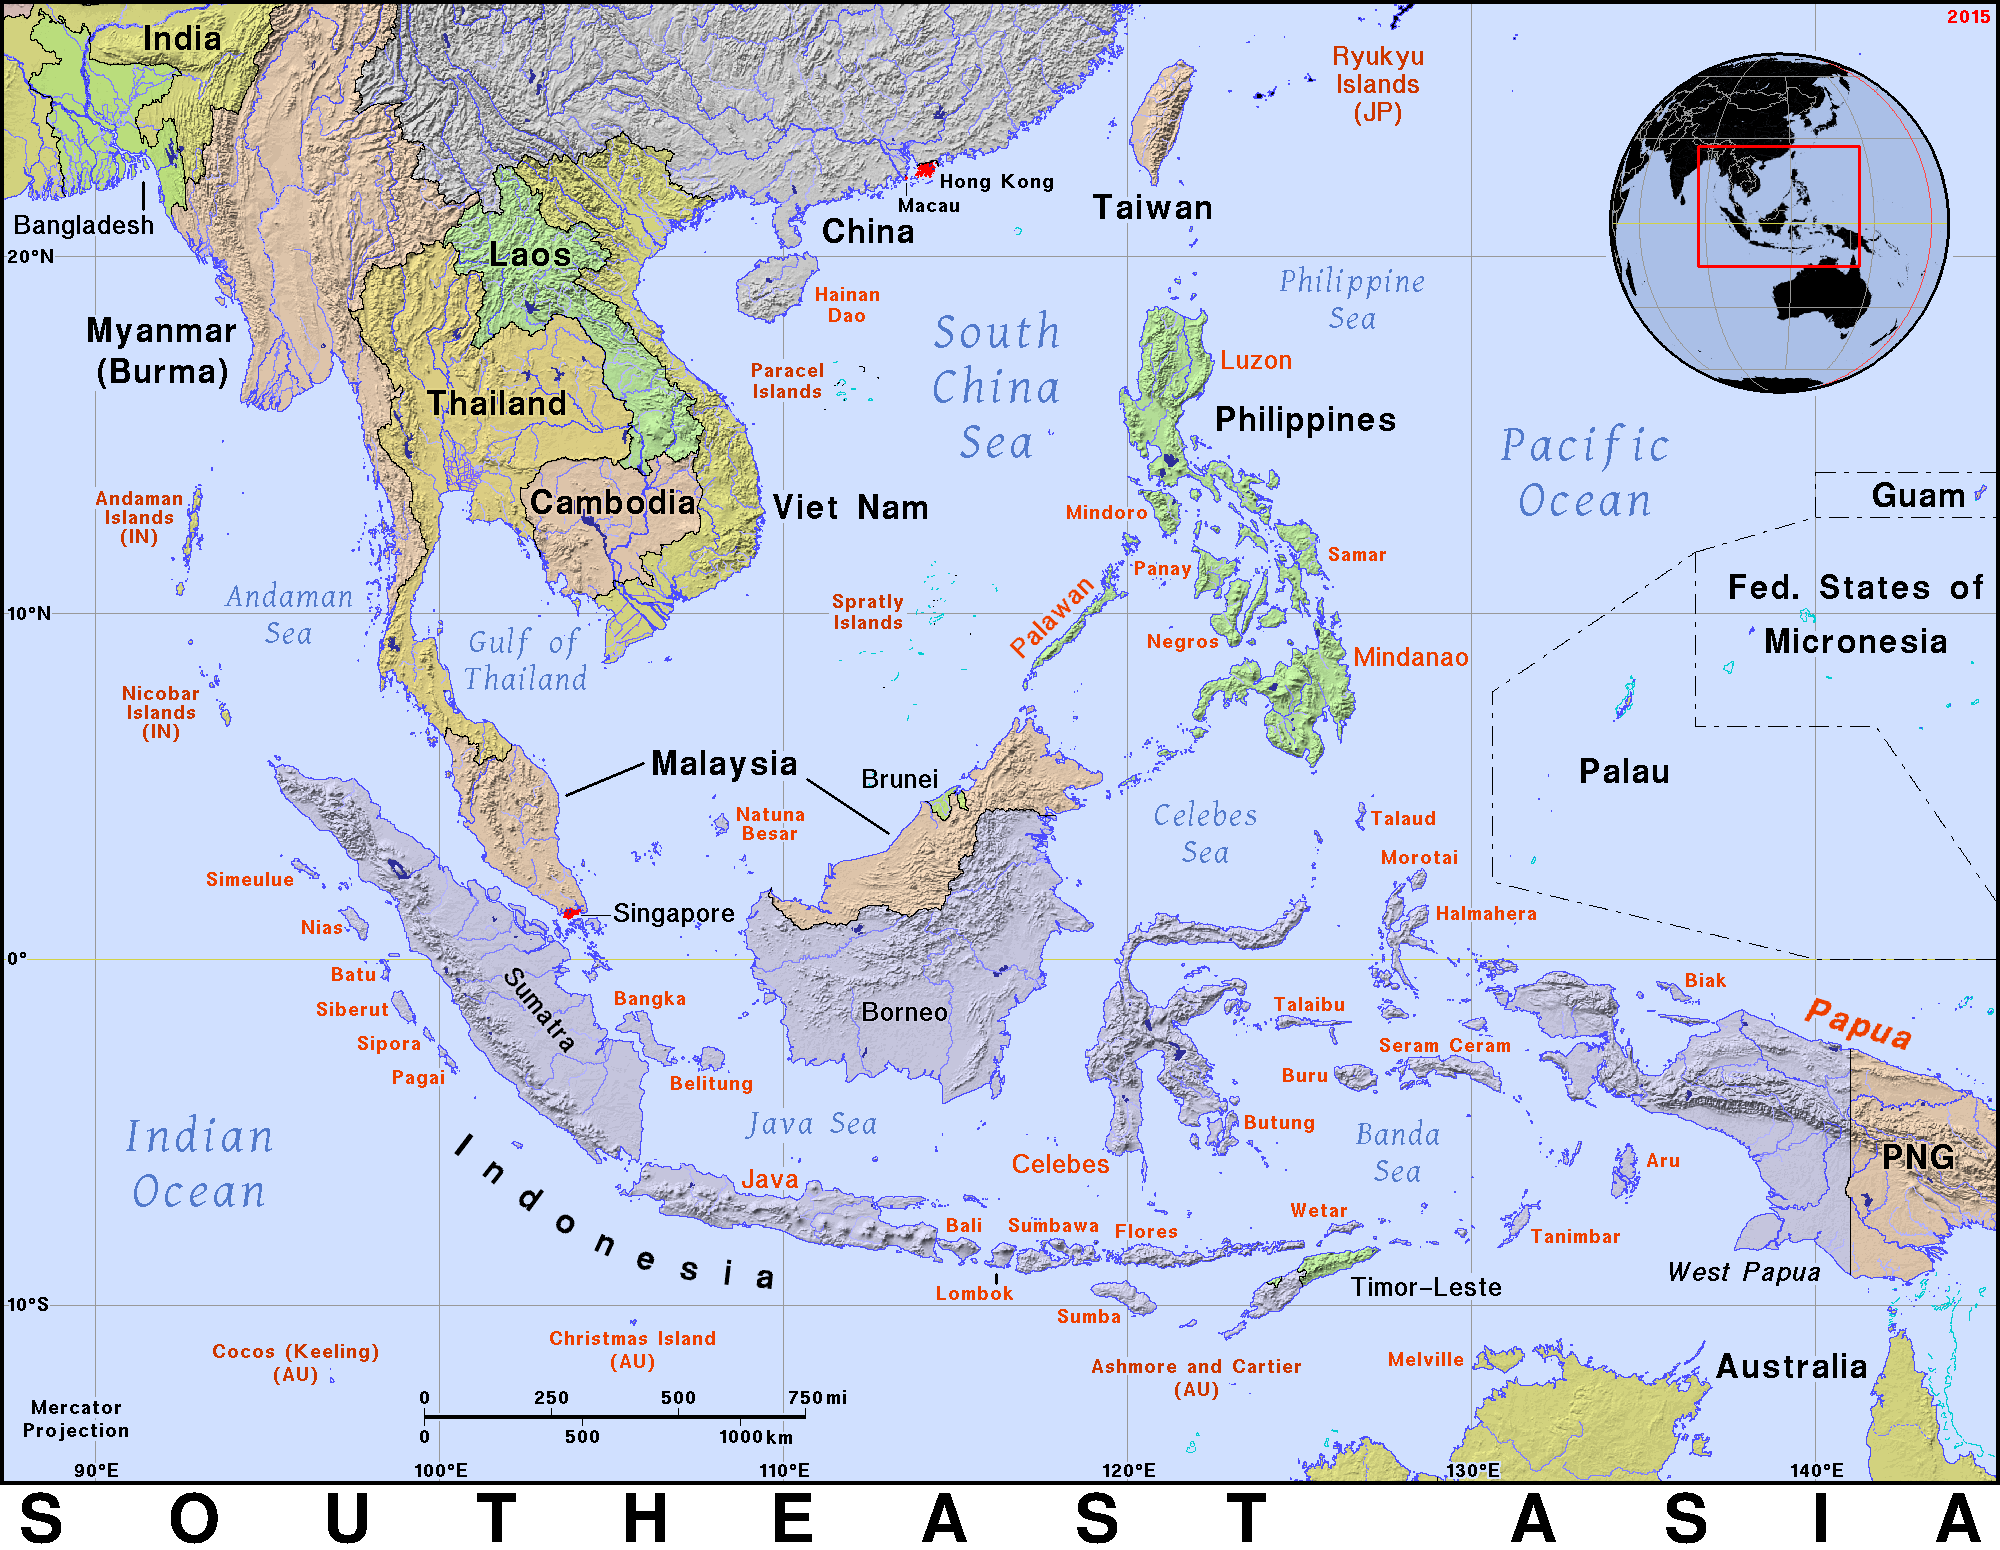 2015
India
Ryukyu
Islands
(JP)
Hong Kong
Macau
Taiwan
Bangladesh
China
Laos
20°N
Philippine
Sea
Hainan
Dao
Myanmar
(Burma)
South
China
Sea
Luzon
Paracel
Islands
Thailand
Philippines
Pacific
Ocean
Guam
Andaman
Islands
(IN)
Cambodia
Viet Nam
Mindoro
Samar
Panay
Palawan
Fed. States of
Micronesia
Andaman
Sea
10°N
Spratly
Islands
Gulf of
Thailand
Negros
Mindanao
Nicobar
Islands
(IN)
Malaysia
Brunei
Palau
Natuna
Besar
Celebes
Sea
Talaud
Morotai
Simeulue
Singapore
Halmahera
Nias
0°
Batu
Sumatra
Siberut
Bangka
Borneo
Talaibu
Biak
Papua
Sipora
Seram Ceram
Pagai
Belitung
Buru
Java Sea
Butung
Banda
Sea
Indian
Ocean
PNG
Celebes
Aru
Java
Indonesia
Bali
Sumbawa
Flores
Wetar
Tanimbar
West Papua
Lombok
Timor-Leste
Sumba
10°S
Christmas Island
(AU)
Cocos (Keeling)
(AU)
Ashmore and Cartier
(AU)
Melville
Australia
0 250 500 750 mi
0 500 1000 km
Mercator
Projection
90°E 100°E 110°E 120°E 130°E 140°E
SOUTHEAST ASIA